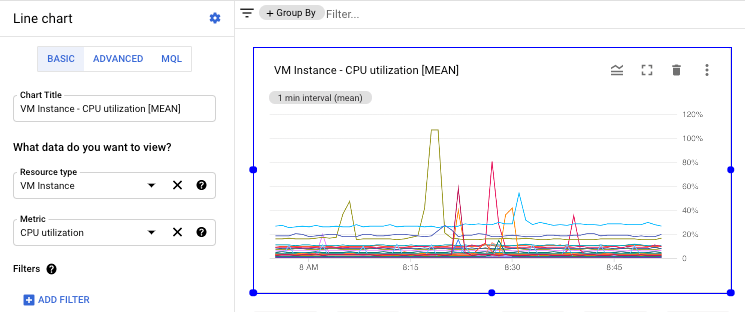 Line chart
BASIC ADVANCED MQL
Chart Title
VM Instance - CPU utilization [MEAN]
What data do you want to view?
Resource type
VM Instance
Metric
CPU utilization
Filters
ADD FILTER
+ Group By Filter...
VM Instance - CPU utilization [MEAN]
1 min interval (mean)
120%
100%
80%
60%
40%
20%
0
8 AM 8:15 8:30 8:45